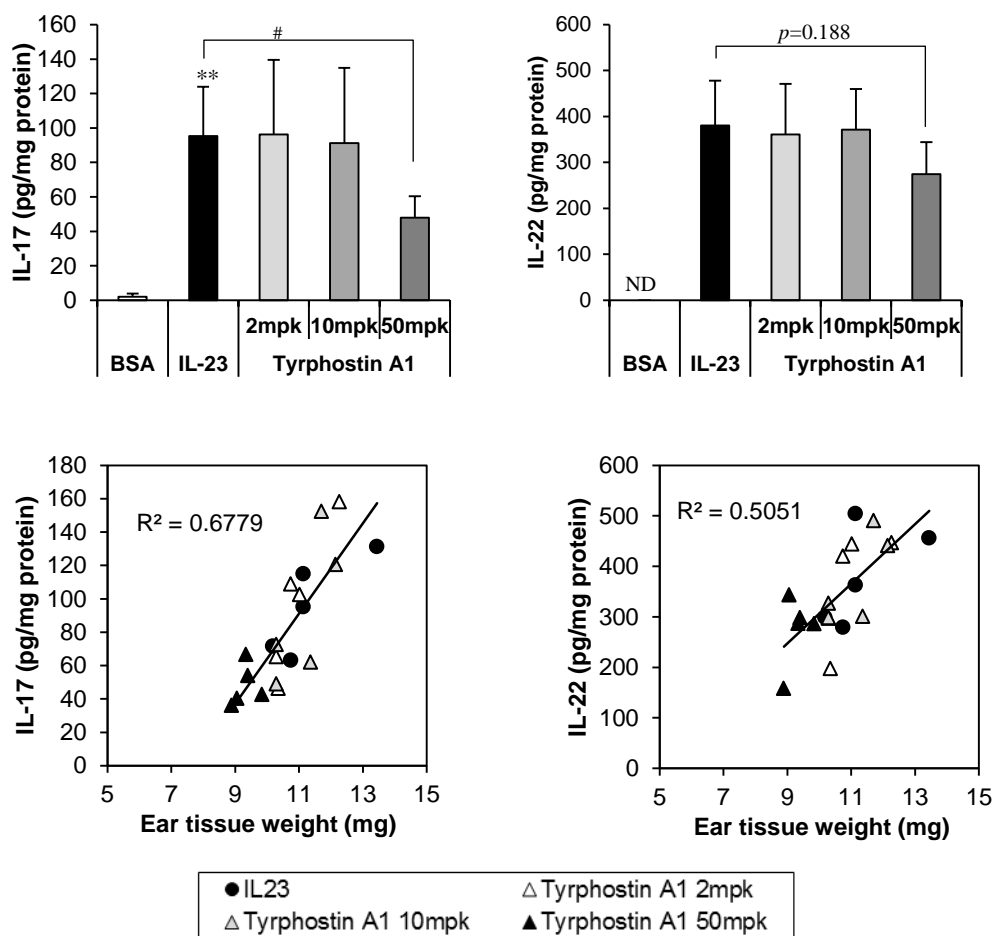 160
140
120
100
80
60
40
20
0
IL-17 (pg/mg protein)
#
**
2mpk 10mpk 50mpk
BSA IL-23 Tyrphostin A1
600
500
400
300
200
100
0
IL-22 (pg/mg protein)
p=0.188
ND
2mpk 10mpk 50mpk
BSA IL-23 Tyrphostin A1
180
160
140
120
100
80
60
40
20
0
IL-17 (pg/mg protein)
R² = 0.6779
5 7 9 11 13 15
Ear tissue weight (mg)
600
500
400
300
200
100
0
IL-22 (pg/mg protein)
R² = 0.5051
5 7 9 11 13 15
Ear tissue weight (mg)
IL23 Tyrphostin A1 2mpk
Tyrphostin A1 10mpk Tyrphostin A1 50mpk